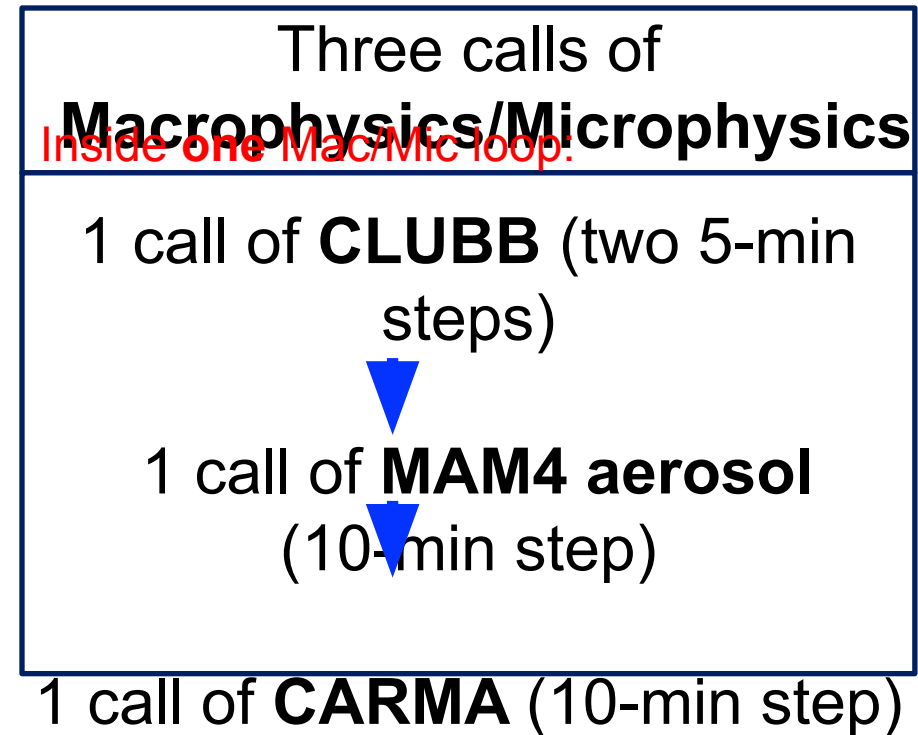 Three calls of
Macrophysics/Microphysics
Inside one Mac/Mic loop:
1 call of CLUBB (two 5-min
steps)
1 call of MAM4 aerosol
(10-min step)
1 call of CARMA (10-min step)